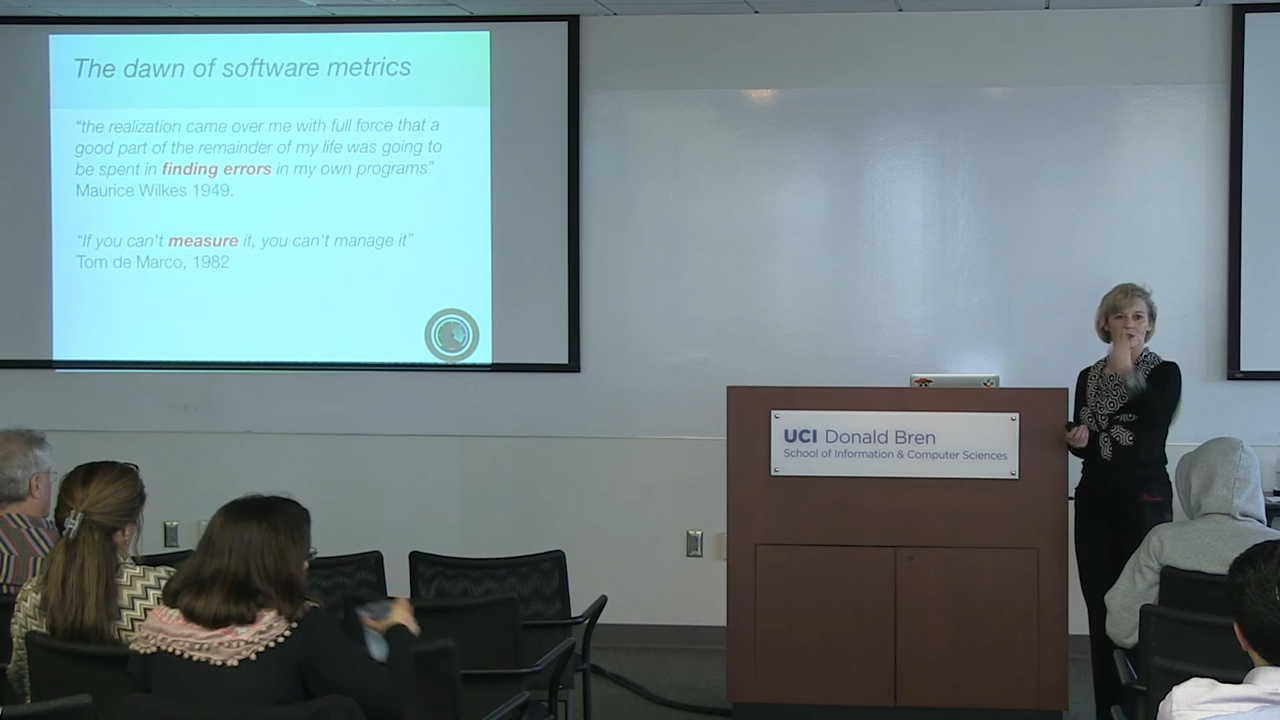 The dawn of software metrics
“the realization came over me with full force that a
good part of the remainder of my life was going to
be spent in finding errors in my own programs”
Maurice Wilkes 1949.
“If you can't measure it, you can't manage it”
Tom de Marco, 1982
UCI Donald Bren
School of Information & Computer Sciences